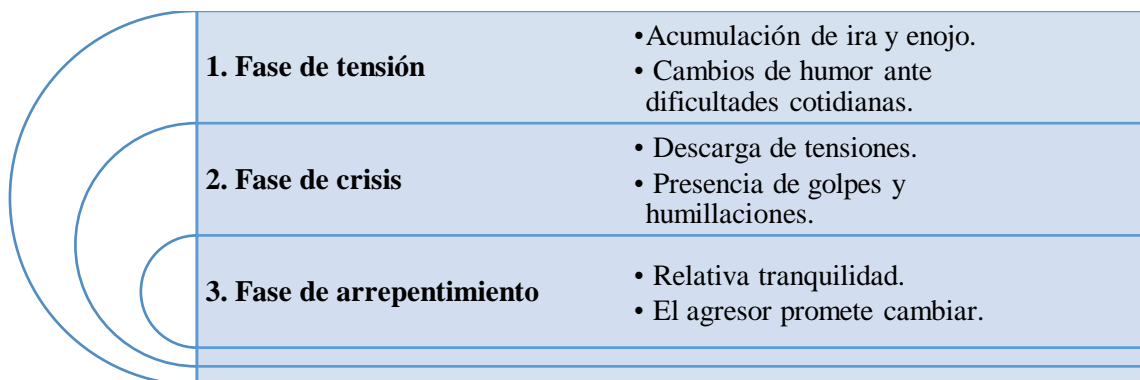 1. Fase de tensión
•Acumulación de ira y enojo.
• Cambios de humor ante
dificultades cotidianas.
2. Fase de crisis
• Descarga de tensiones.
• Presencia de golpes y
humillaciones.
3. Fase de arrepentimiento
• Relativa tranquilidad.
• El agresor promete cambiar.